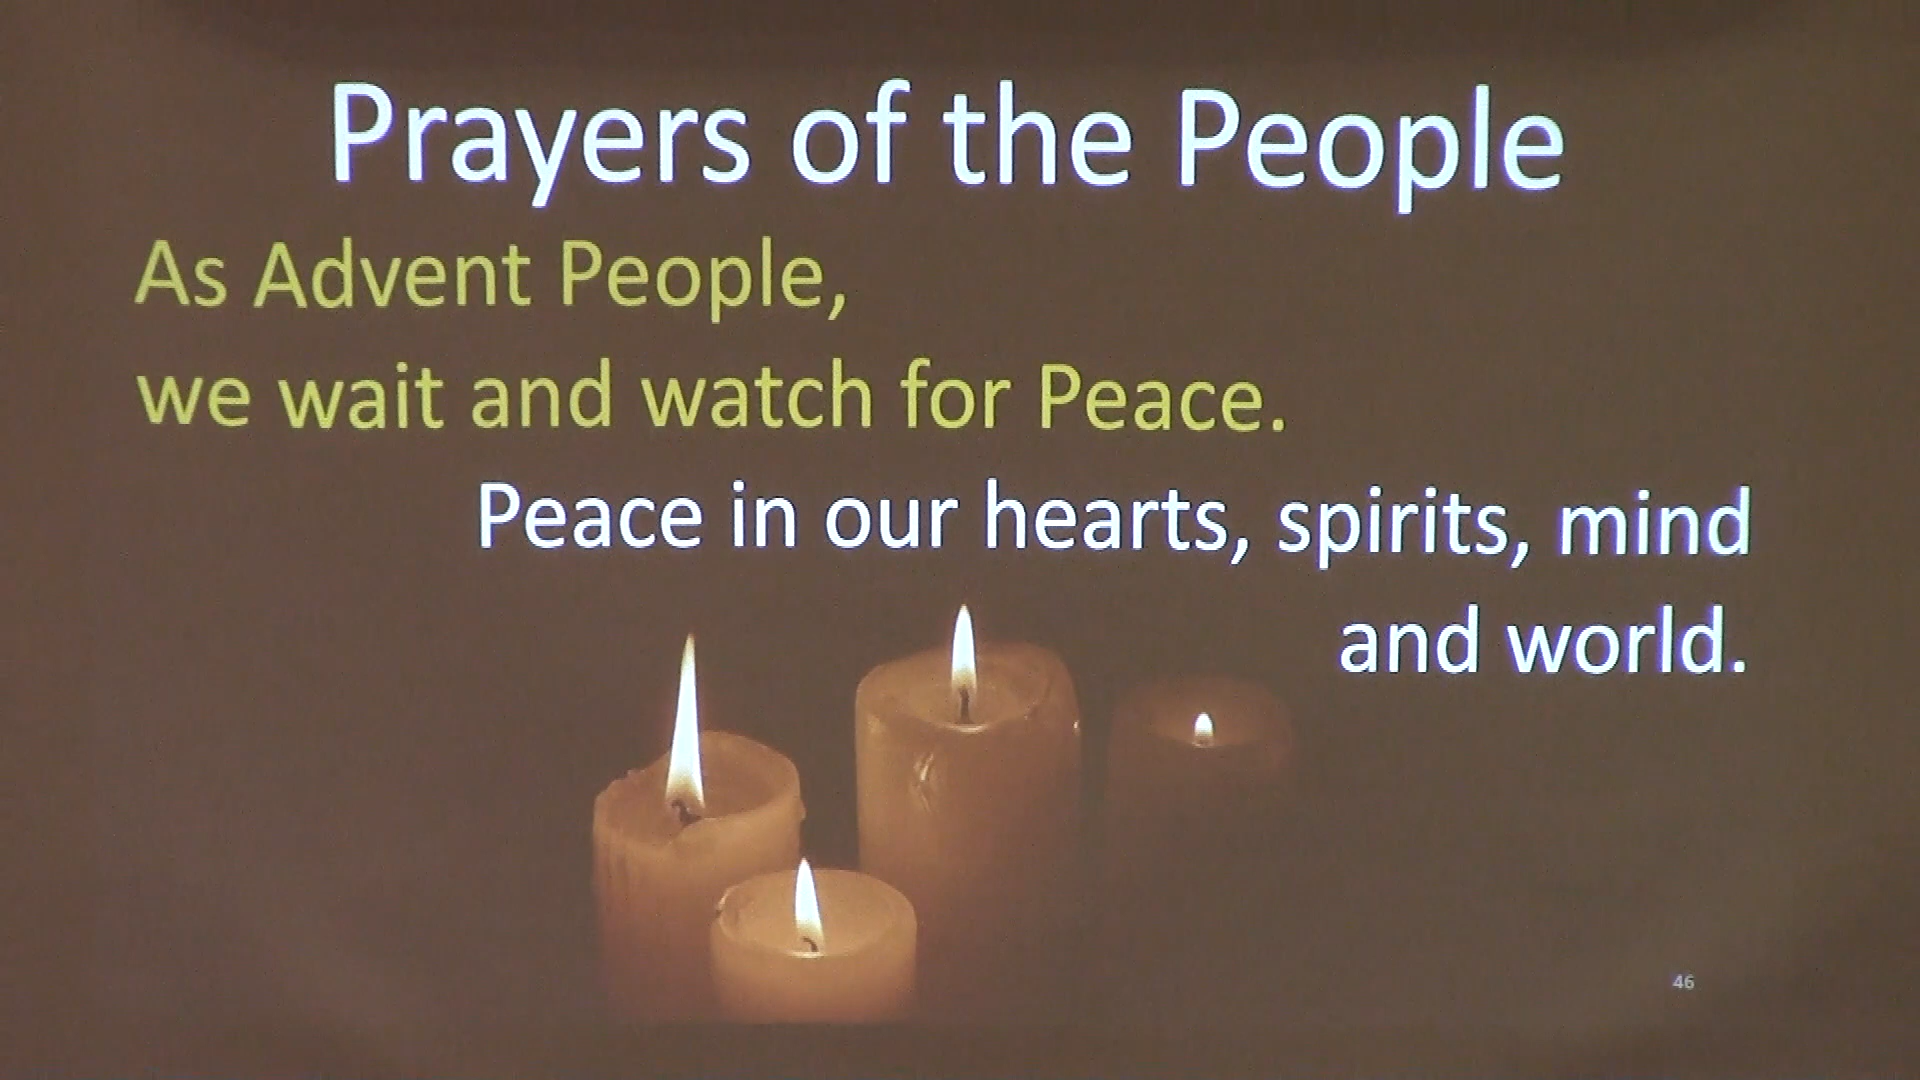 Prayers of the People
As Advent People,
we wait and watch for Peace.
Peace in our hearts, spirits, mind
and world.
46